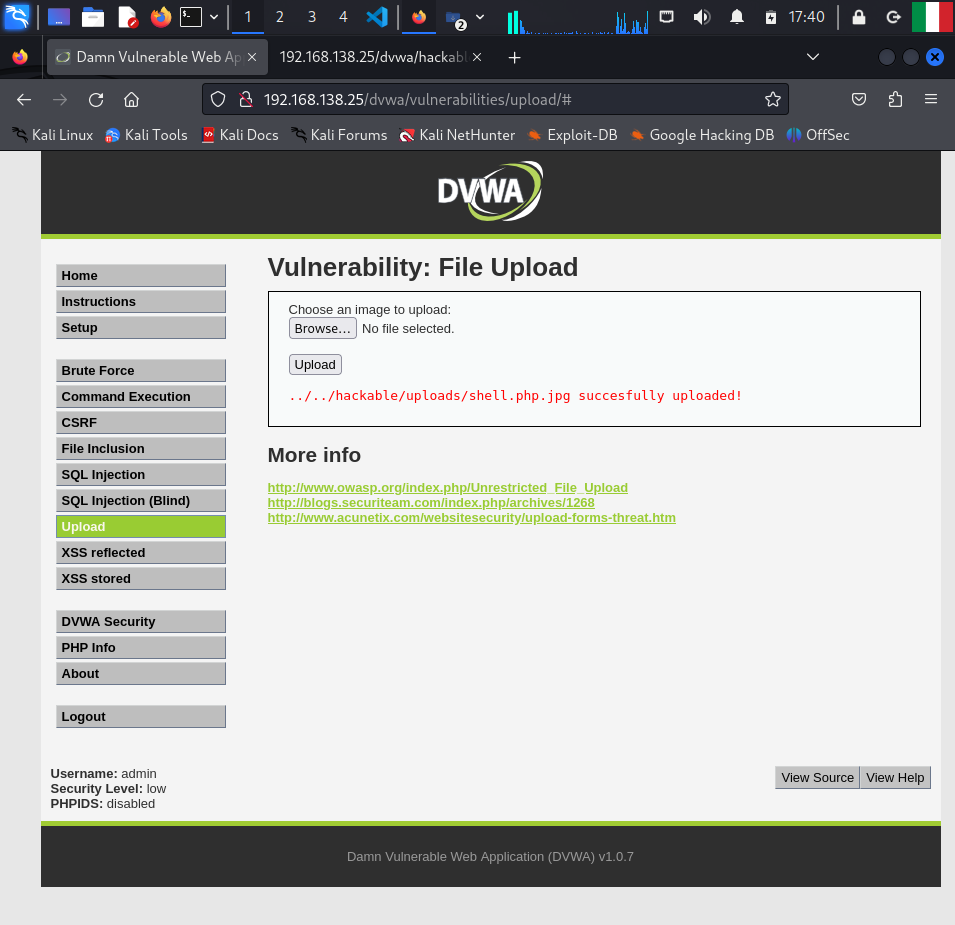 1 2 3 4 2 17:40
Damn Vulnerable Web Ap
192.168.138.25/dvwa/hackabl
192.168.138.25/dvwa/vulnerabilities/upload/#
Kali Linux Kali Tools Kali Docs Kali Forums Kali NetHunter Exploit-DB Google Hacking DB OffSec
DVWA
Home
Instructions
Setup
Brute Force
Command Execution
CSRF
File Inclusion
SQL Injection
SQL Injection (Blind)
Upload
XSS reflected
XSS stored
DVWA Security
PHP Info
About
Logout
Vulnerability: File Upload
Choose an image to upload:
Browse... No file selected.
Upload
../../hackable/uploads/shell.php.jpg succesfully uploaded!
More info
http://www.owasp.org/index.php/Unrestricted_File_Upload
http://blogs.securiteam.com/index.php/archives/1268
http://www.acunetix.com/websitesecurity/upload-forms-threat.htm
Username: admin
Security Level: low
PHPIDS: disabled
View Source View Help
Damn Vulnerable Web Application (DVWA) v1.0.7